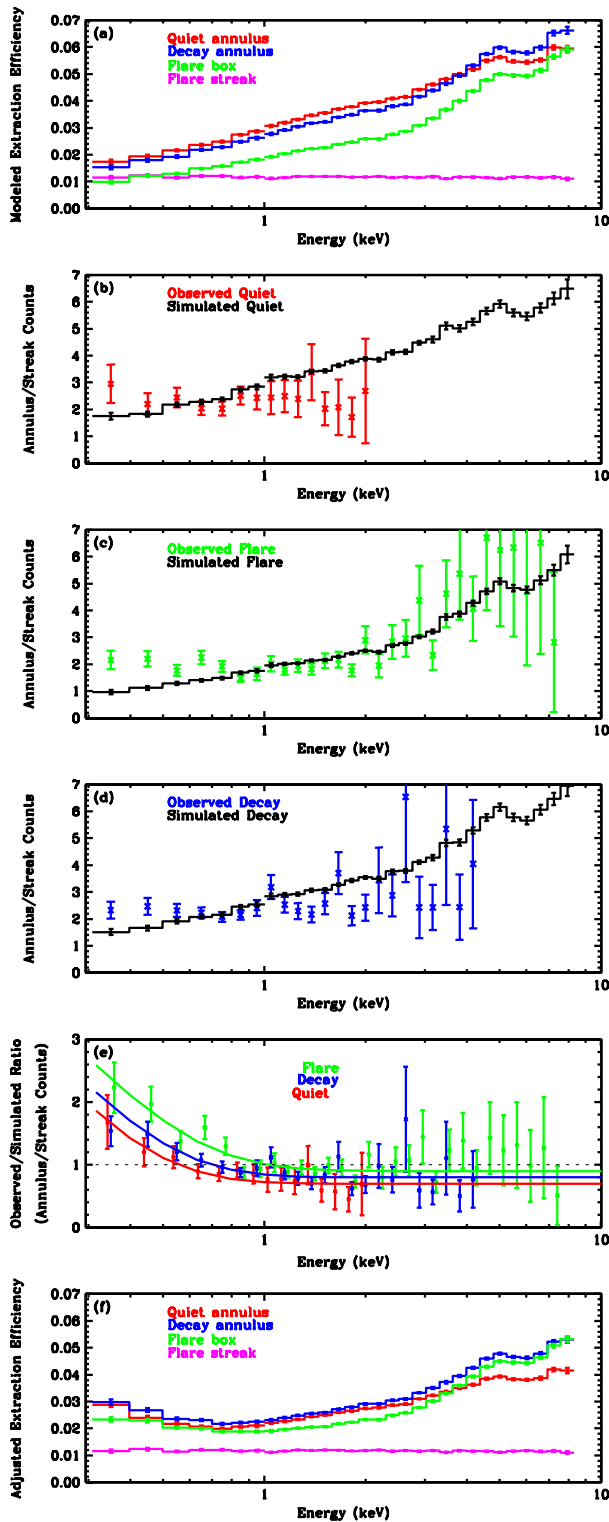 Modeled Extraction Efficiency
0.06
0.05
0.04
0.03
0.02
0.01
0.00
(a)
Quiet annulus
Decay annulus
Flare box
Flare streak
1
10
Energy (keV)
Annulus/Streak Counts
7
6
5
4
3
2
1
0
(b)
Observed Quiet
Simulated Quiet
1
10
Energy (keV)
Annulus/Streak Counts
7
6
5
4
3
2
1
0
(c)
Observed Flare
Simulated Flare
1
10
Energy (keV)
Annulus/Streak Counts
7
6
5
4
3
2
1
0
(d)
Observed Decay
Simulated Decay
1
10
Energy (keV)
Observed/Simulated Ratio
(Annulus/Streak Counts)
3
2
1
0
(e)
Flare
Decay
Quiet
1
10
Energy (keV)
Adjusted Extraction Efficiency
0.07
0.06
0.05
0.04
0.03
0.02
0.01
0.00
(f)
Quiet annulus
Decay annulus
Flare box
Flare streak
1
10
Energy (keV)